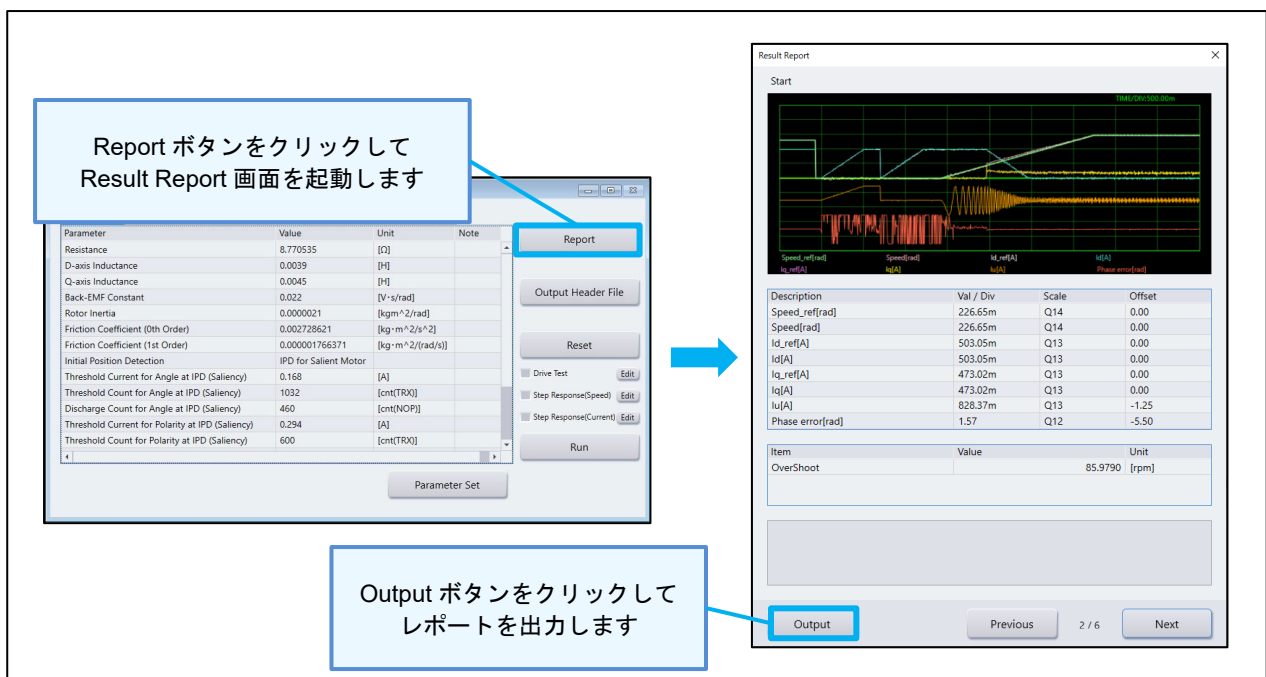 Report ボタンをクリックして
Result Report 画面を起動します
Parameter Value Unit Note
Resistance 8.770535 [Ω]
D-axis Inductance 0.0039 [H]
Q-axis Inductance 0.0045 [H]
Back-EMF Constant 0.022 [V・s/rad]
Rotor Inertia 0.0000021 [kgm^2/rad]
Friction Coefficient (0th Order) 0.002728621 [kg・m^2/s^2]
Friction Coefficient (1st Order) 0.000001766371 [kg・m^2/(rad/s)]
Initial Position Detection IPD for Salient Motor
Threshold Current for Angle at IPD (Saliency) 0.168 [A]
Threshold Count for Angle at IPD (Saliency) 1032 [cnt(TRX)]
Discharge Count for Angle at IPD (Saliency) 460 [cnt(NOP)]
Threshold Current for Polarity at IPD (Saliency) 0.294 [A]
Threshold Count for Polarity at IPD (Saliency) 600 [cnt(TRX)]
Report
Output Header File
Reset
Drive Test Edit
Step Response(Speed) Edit
Step Response(Current) Edit
Run
Parameter Set
Output ボタンをクリックして
レポートを出力します
Result Report
Start
TIME/DIV:500.00m
Speed_ref[rad] Speed[rad] Id_ref[A] Id[A]
Iq_ref[A] Iq[A] Iu[A] Phase error[rad]
Description Val / Div Scale Offset
Speed_ref[rad] 226.65m Q14 0.00
Speed[rad] 226.65m Q14 0.00
Id_ref[A] 503.05m Q13 0.00
Id[A] 503.05m Q13 0.00
Iq_ref[A] 473.02m Q13 0.00
Iq[A] 473.02m Q13 0.00
Iu[A] 828.37m Q13 -1.25
Phase error[rad] 1.57 Q12 -5.50
Item Value Unit
OverShoot 85.9790 [rpm]
Output
Previous
2 / 6
Next